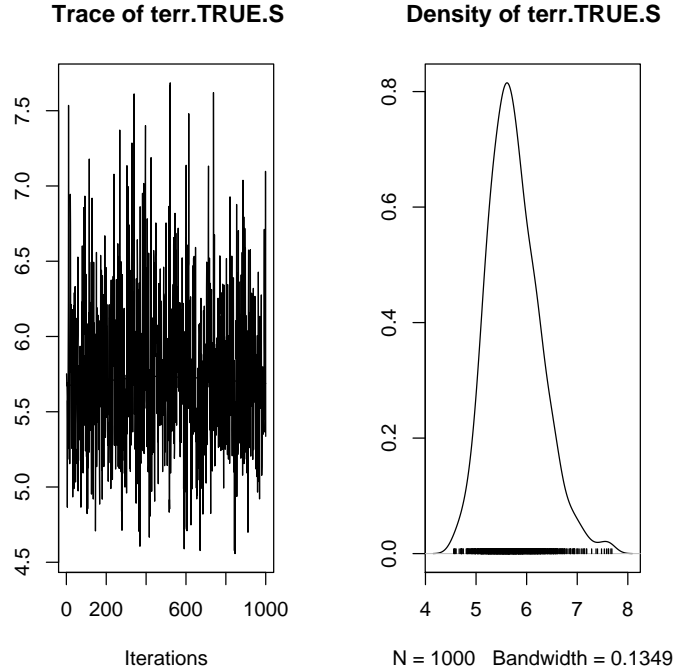 Trace of terr.TRUE.S
7.5
7.0
6.5
6.0
5.5
5.0
4.5
0 200 600 1000
Iterations
Density of terr.TRUE.S
0.8
0.6
0.4
0.2
0.0
4 5 6 7 8
N = 1000 Bandwidth = 0.1349